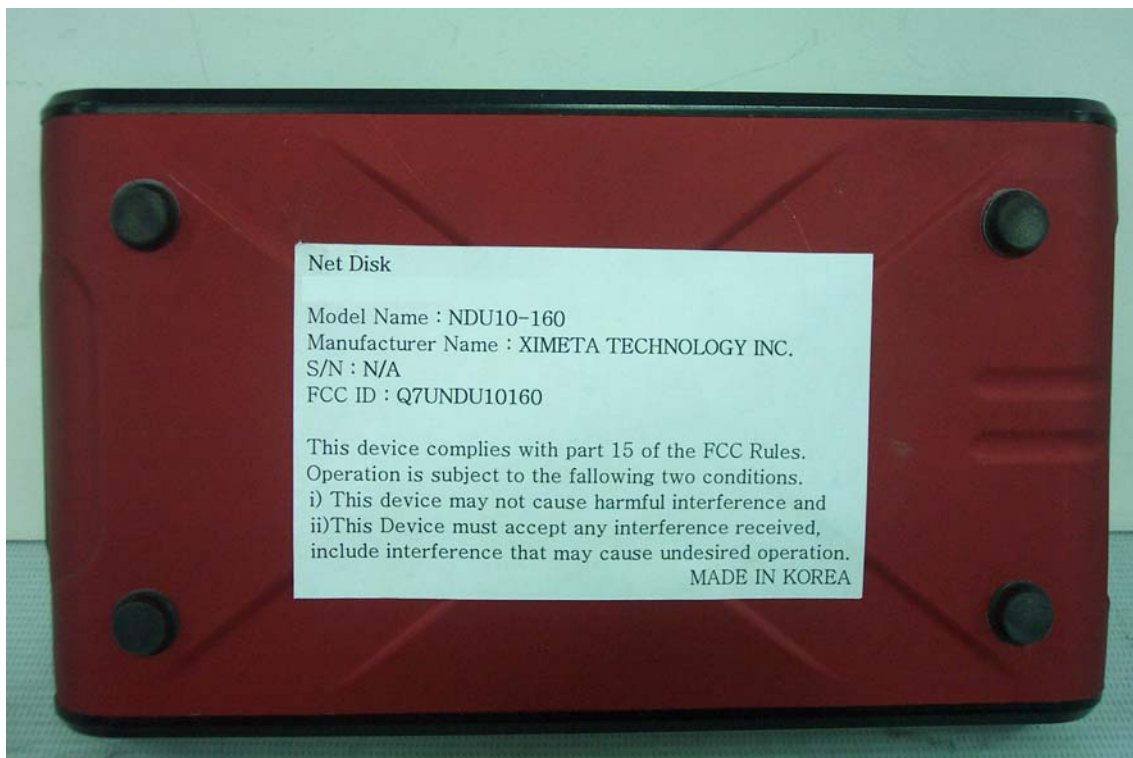 Net Disk
Model Name : NDU10-160
Manufacturer Name : XIMETA TECHNOLOGY INC.
S/N : N/A
FCC ID : Q7UNDU10160
This device complies with part 15 of the FCC Rules.
Operation is subject to the fallowing two conditions.
i) This device may not cause harmful interference and
ii)This Device must accept any interference received,
include interference that may cause undesired operation.
MADE IN KOREA